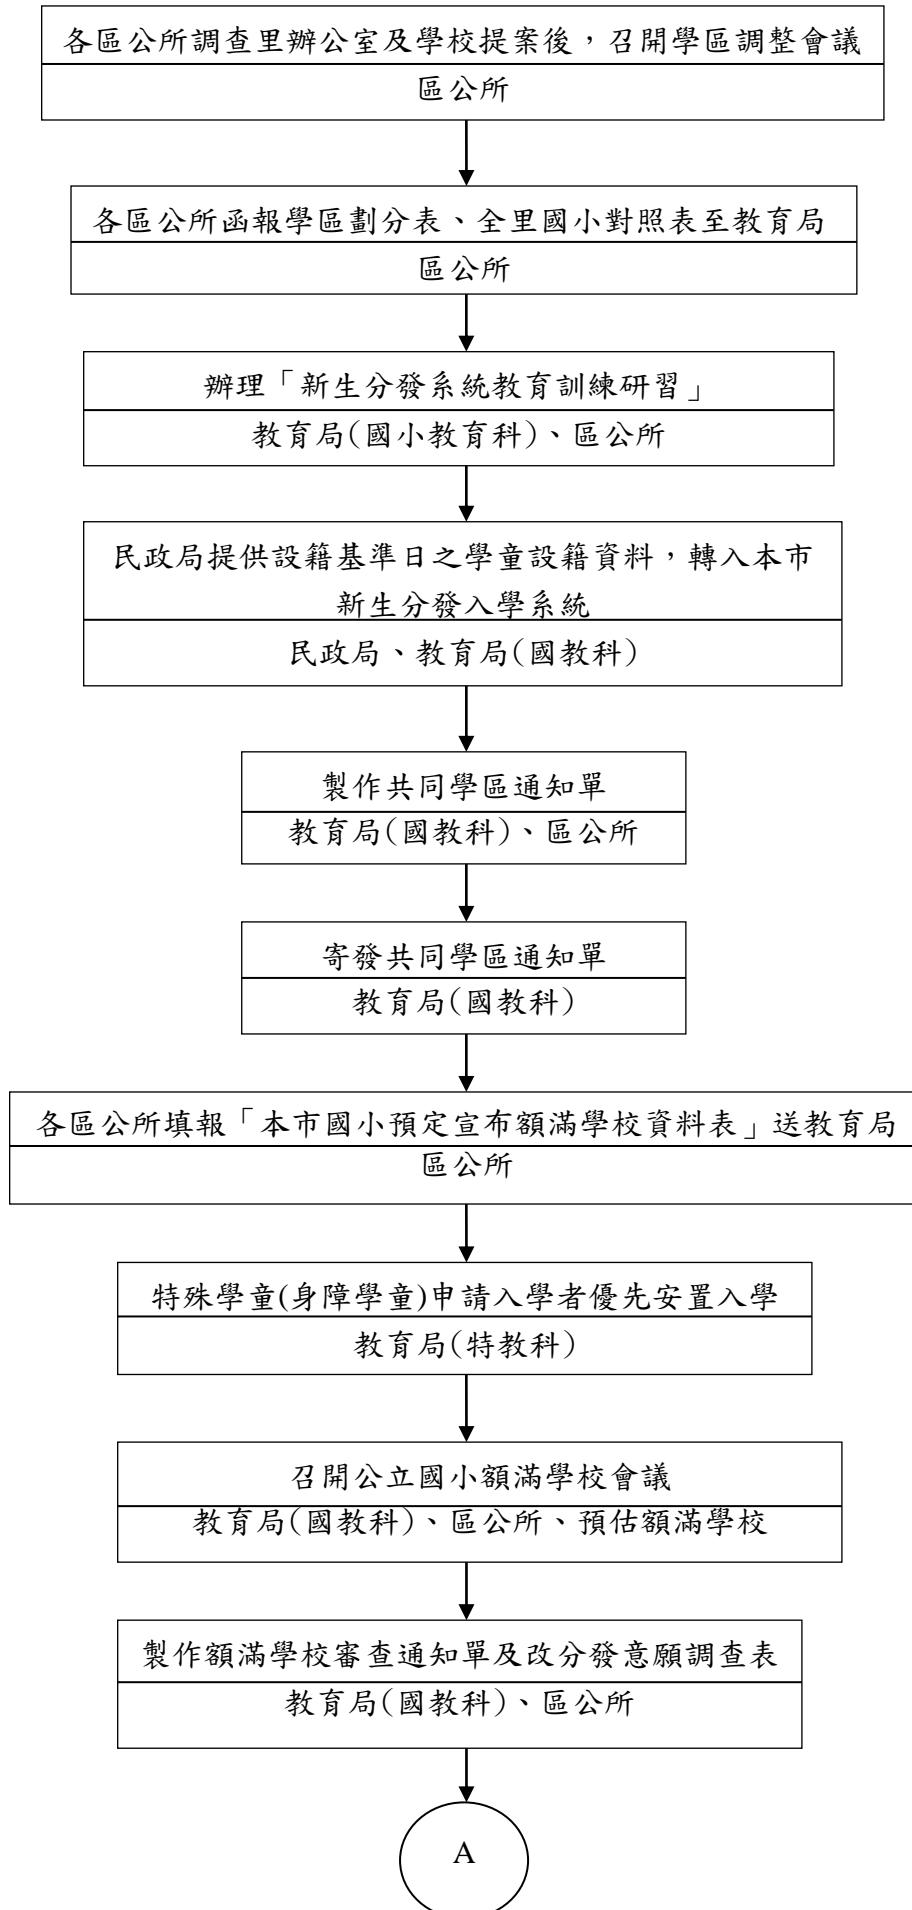 各區公所調查里辦公室及學校提案後，召開學區調整會議
區公所
各區公所函報學區劃分表、全里國小對照表至教育局
區公所
辦理「新生分發系統教育訓練研習」
教育局(國小教育科)、區公所
民政局提供設籍基準日之學童設籍資料，轉入本市
新生分發入學系統
民政局、教育局(國教科)
製作共同學區通知單
教育局(國教科)、區公所
寄發共同學區通知單
教育局(國教科)
各區公所填報「本市國小預定宣布額滿學校資料表」送教育局
區公所
特殊學童(身障學童)申請入學者優先安置入學
教育局(特教科)
召開公立國小額滿學校會議
教育局(國教科)、區公所、預估額滿學校
製作額滿學校審查通知單及改分發意願調查表
教育局(國教科)、區公所
A